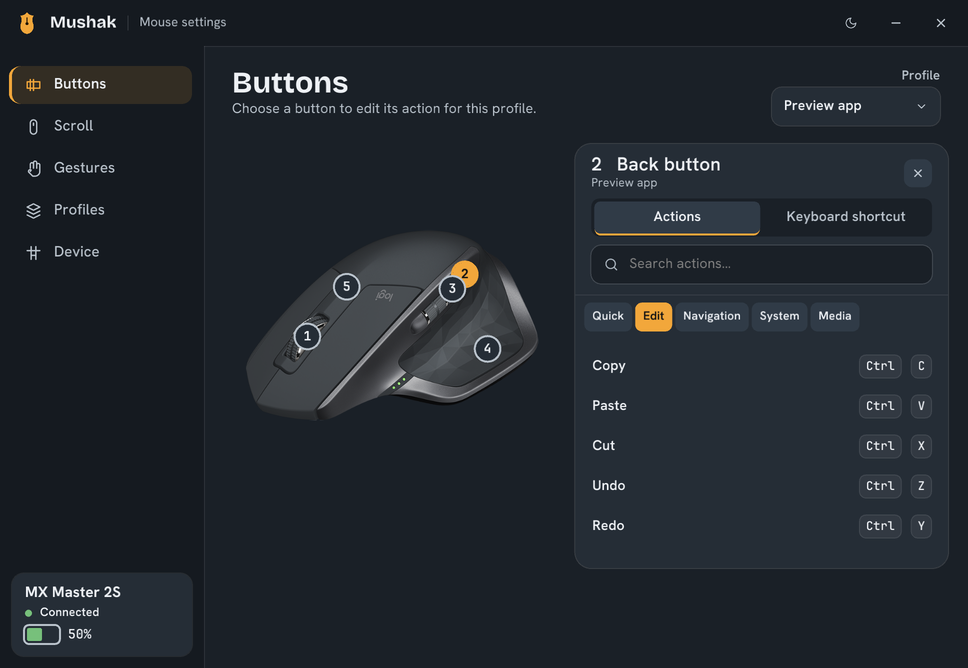 Mushak
Mouse settings
Buttons
Scroll
Gestures
Profiles
Device
MX Master 2S
Connected
50%
Buttons
Choose a button to edit its action for this profile.
Profile
Preview app
5
logi
2
3
1
4
2 Back button
Preview app
Actions Keyboard shortcut
Search actions...
Quick Edit Navigation System Media
Copy Ctrl C
Paste Ctrl V
Cut Ctrl X
Undo Ctrl Z
Redo Ctrl Y